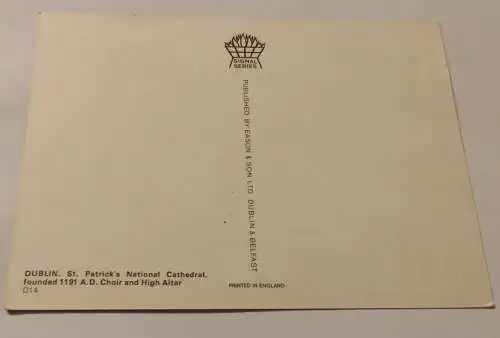 SIGNAL
SERIES
PUBLISHED BY EASON & SON LTD. DUBLIN & BELFAST
DUBLIN. St. Patrick's National Cathedral,
founded 1191 A.D. Choir and High Altar
D14
PRINTED IN ENGLAND